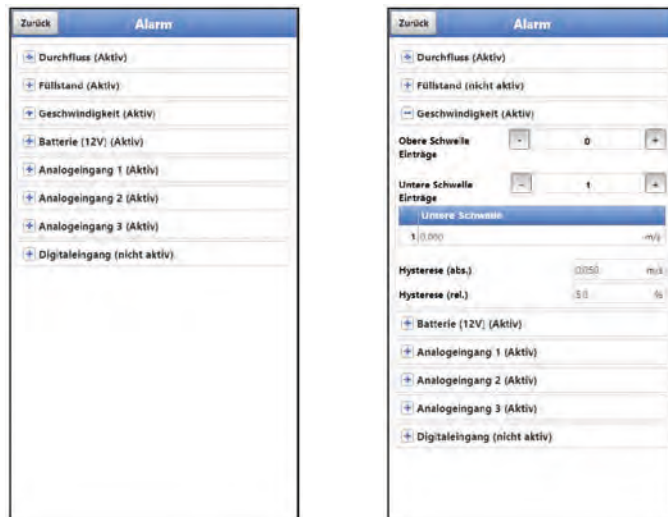 Zurück Alarm
Durchfluss (Aktiv)
Füllstand (Aktiv)
Geschwindigkeit (Aktiv)
Batterie (12V) (Aktiv)
Analogeingang 1 (Aktiv)
Analogeingang 2 (Aktiv)
Analogeingang 3 (Aktiv)
Digitaleingang (nicht aktiv)
Zurück Alarm
Durchfluss (Aktiv)
Füllstand (nicht aktiv)
Geschwindigkeit (Aktiv)
Obere Schwelle - 0 +
Einträge
Untere Schwelle - 1 +
Einträge
Untere Schwelle
1 0.000 m/s
Hysterese (abs.) 0.050 m/s
Hysterese (rel.) 5.0 %
Batterie (12V) (Aktiv)
Analogeingang 1 (Aktiv)
Analogeingang 2 (Aktiv)
Analogeingang 3 (Aktiv)
Digitaleingang (nicht aktiv)